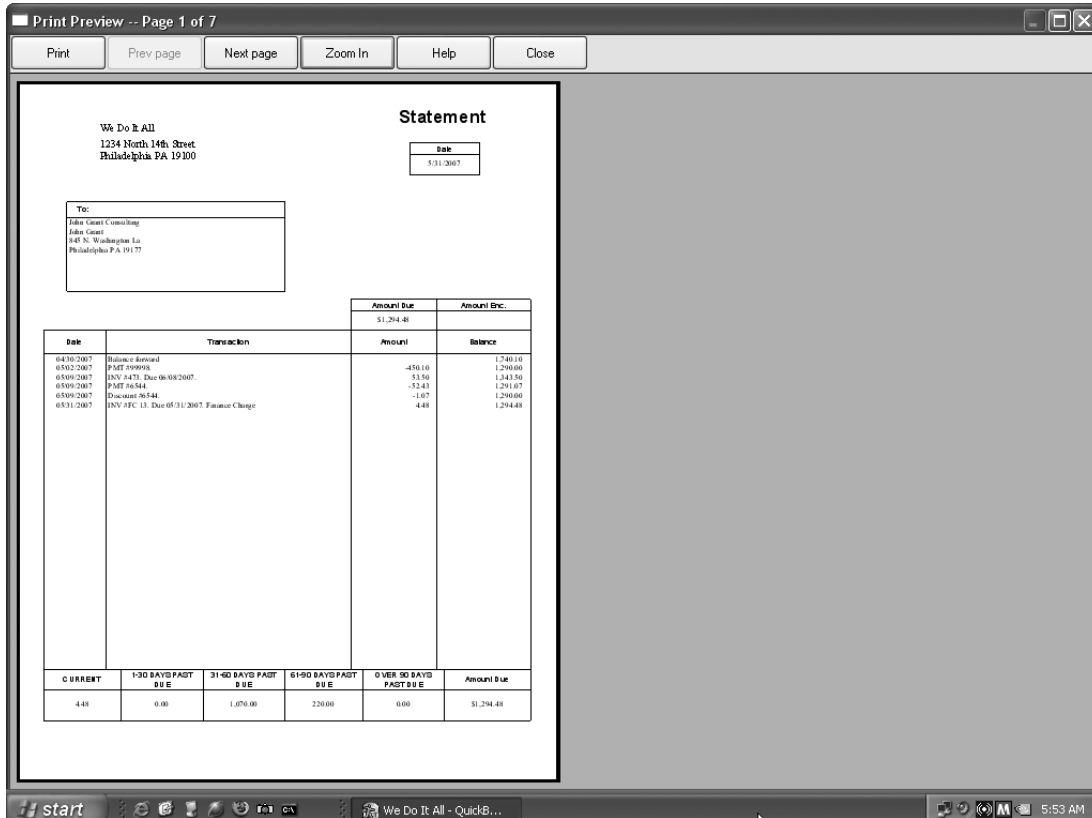 Print Preview -- Page 1 of 7
Print Prev page Next page Zoom In Help Close
Statement
We Do It All
1234 North 14th Street
Philadelphia PA 19100
Date
5/31/2007
To:
John Grant Consulting
John Grant
845 N. Washington La
Philadelphia PA 19177
Amount Due Amount Enc.
$1,294.48
Date Transaction Amount Balance
04/30/2007 Balance forward 1,740.10
05/02/2007 PMT #99998. -450.10 1,290.00
05/09/2007 INV #473. Due 06/08/2007. 53.50 1,343.50
05/09/2007 PMT #6544. -52.43 1,291.07
05/09/2007 Discount #6544. -1.07 1,290.00
05/31/2007 INV #FC 13. Due 05/31/2007. Finance Charge 4.48 1,294.48
CURRENT 1-30 DAYS PAST DUE 31-60 DAYS PAST DUE 61-90 DAYS PAST DUE OVER 90 DAYS PAST DUE Amount Due
4.48 0.00 1,070.00 220.00 0.00 $1,294.48
start We Do It All - QuickB... 5:53 AM